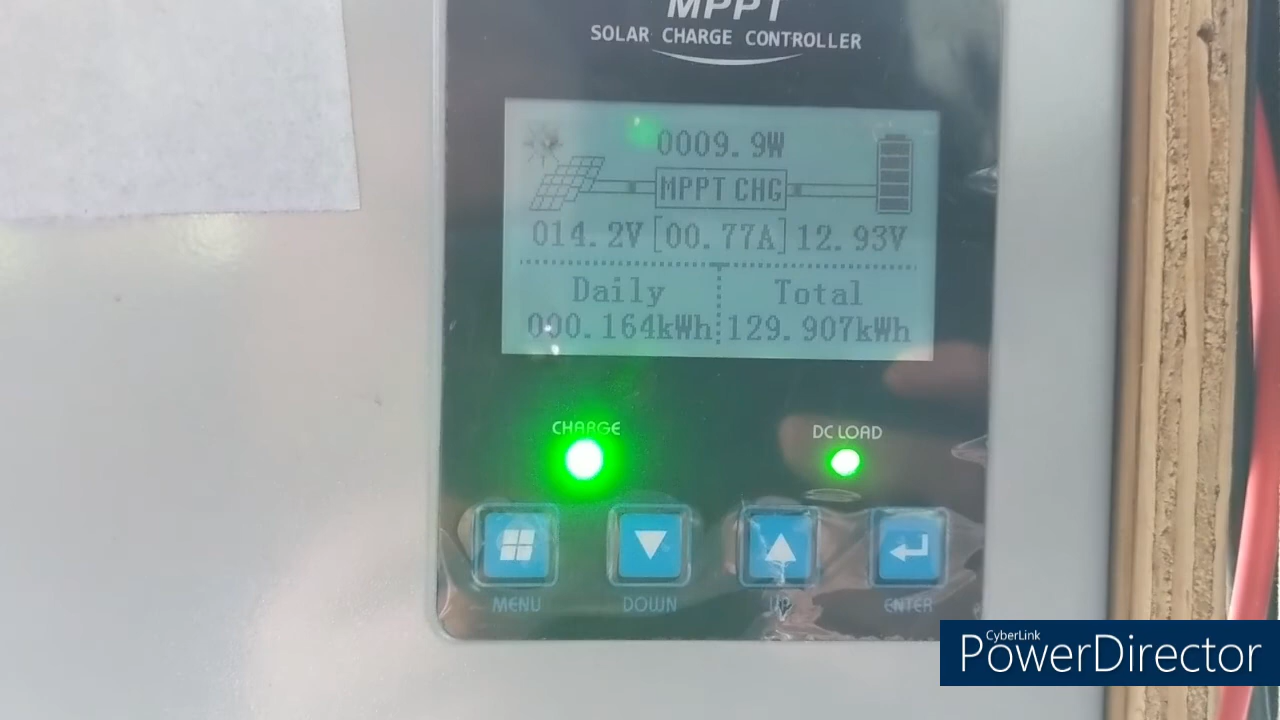 MPPT
SOLAR CHARGE CONTROLLER
0009.9W
MPPT CHG
014.2V [00.77A] 12.93V
Daily Total
000.164kWh 129.907kWh
CHARGE DC LOAD
MENU DOWN UP ENTER
CyberLink
PowerDirector